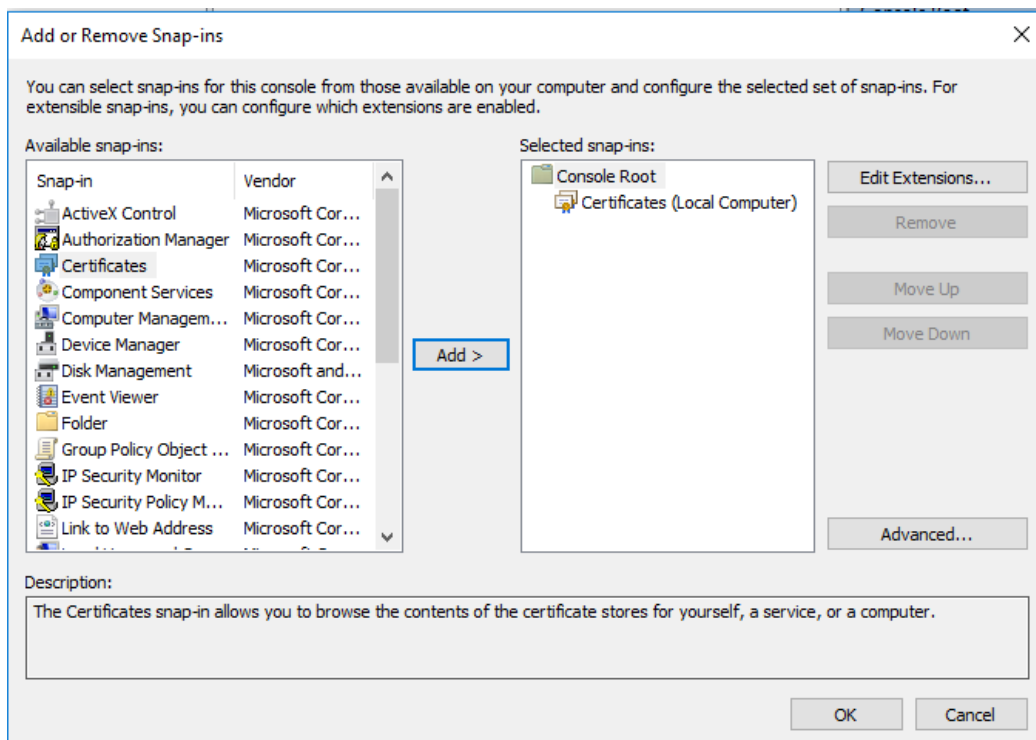 Add or Remove Snap-ins
You can select snap-ins for this console from those available on your computer and configure the selected set of snap-ins. For
extensible snap-ins, you can configure which extensions are enabled.
Available snap-ins:
Snap-in Vendor
ActiveX Control Microsoft Cor...
Authorization Manager Microsoft Cor...
Certificates Microsoft Cor...
Component Services Microsoft Cor...
Computer Managem... Microsoft Cor...
Device Manager Microsoft Cor...
Disk Management Microsoft and...
Event Viewer Microsoft Cor...
Folder Microsoft Cor...
Group Policy Object ... Microsoft Cor...
IP Security Monitor Microsoft Cor...
IP Security Policy M... Microsoft Cor...
Link to Web Address Microsoft Cor...
Add >
Selected snap-ins:
Console Root
Certificates (Local Computer)
Edit Extensions...
Remove
Move Up
Move Down
Advanced...
Description:
The Certificates snap-in allows you to browse the contents of the certificate stores for yourself, a service, or a computer.
OK
Cancel